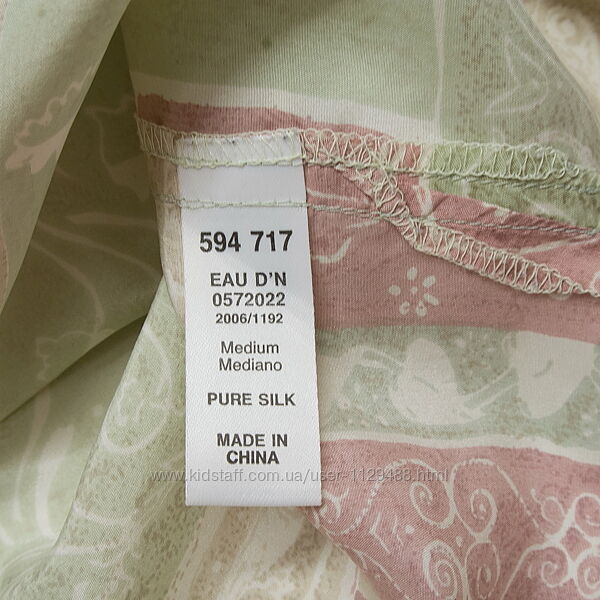 594 717
EAU D'N
0572022
2006/1192
Medium
Mediano
PURE SILK
MADE IN
CHINA
www.kidstaff.com.ua/user-1129488.html